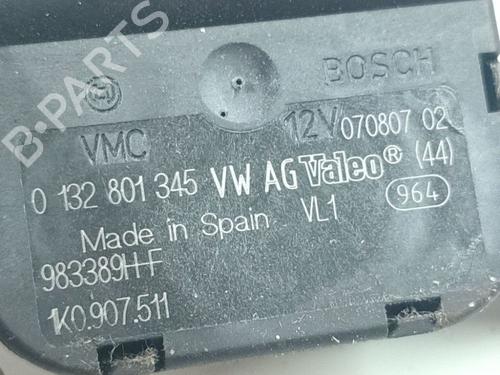 B-PARTS
BOSCH
VMC 12V 070807 02
0 132 801 345 VW AG Valeo® (44)
Made in Spain VL1 964
983389H-F
1K0.907.511